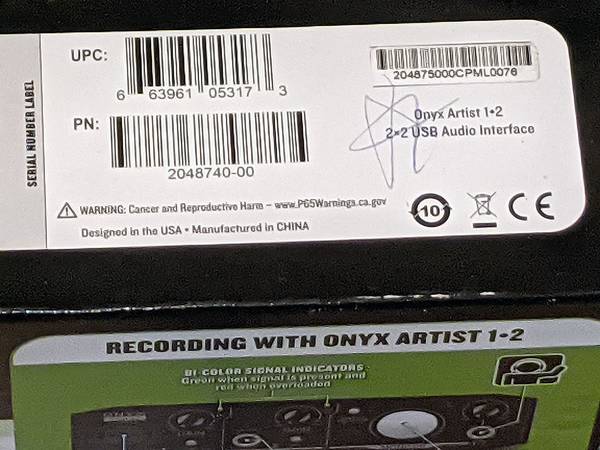 SERIAL NUMBER LABEL
UPC:
6 63961 05317 3
PN:
2048740-00
204875000CPML0076
Onyx Artist 1•2
2×2 USB Audio Interface
WARNING: Cancer and Reproductive Harm – www.P65Warnings.ca.gov
Designed in the USA • Manufactured in CHINA
10
CE
RECORDING WITH ONYX ARTIST 1•2
BI-COLOR SIGNAL INDICATORS
Green when signal is present and
red when overloaded